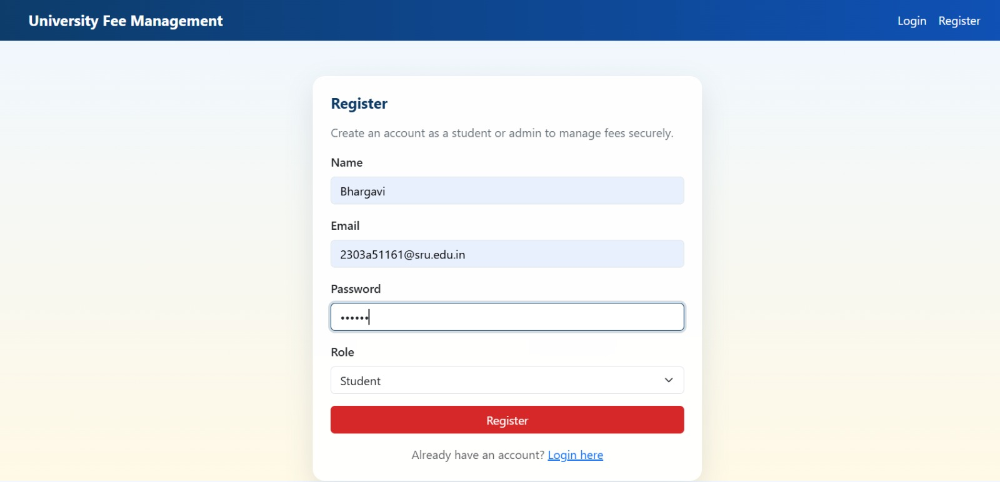 University Fee Management
Login Register
Register
Create an account as a student or admin to manage fees securely.
Name
Bhargavi
Email
2303a51161@sru.edu.in
Password
••••••
Role
Student
Register
Already have an account? Login here